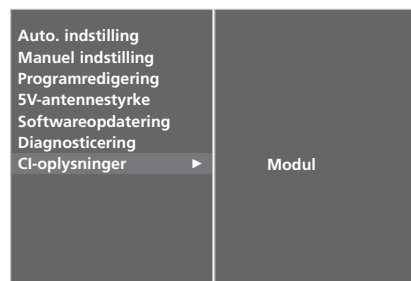 Auto. indstilling
Manuel indstilling
Programredigering
5V-antennestyrke
Softwareopdatering
Diagnosticering
CI-oplysninger ►
Modul